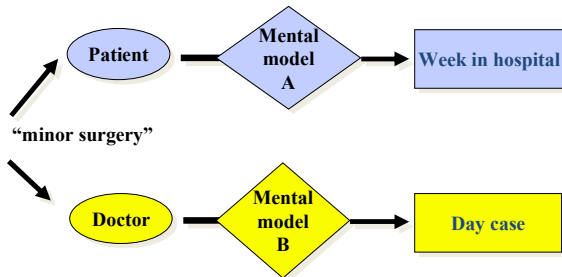 Patient
Mental
model
A
Week in hospital
“minor surgery”
Doctor
Mental
model
B
Day case